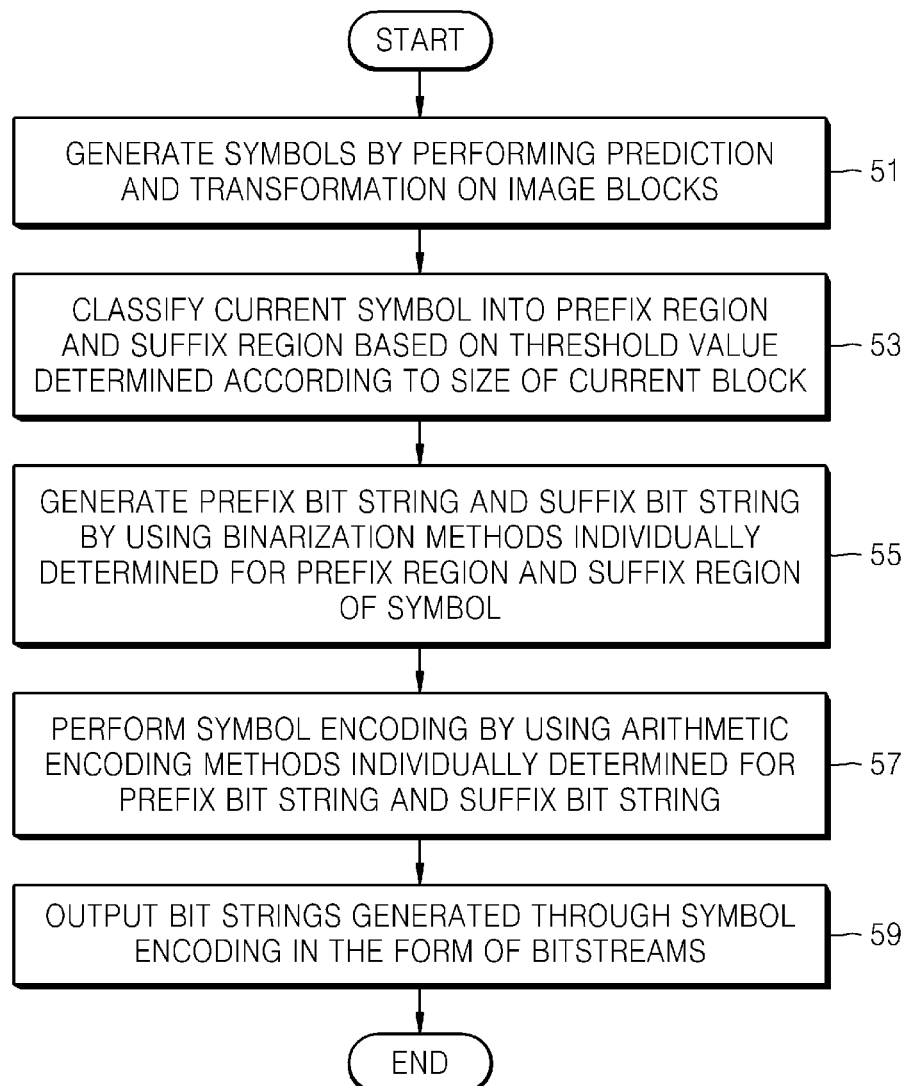 START
GENERATE SYMBOLS BY PERFORMING PREDICTION
AND TRANSFORMATION ON IMAGE BLOCKS
51
CLASSIFY CURRENT SYMBOL INTO PREFIX REGION
AND SUFFIX REGION BASED ON THRESHOLD VALUE
DETERMINED ACCORDING TO SIZE OF CURRENT BLOCK
53
GENERATE PREFIX BIT STRING AND SUFFIX BIT STRING
BY USING BINARIZATION METHODS INDIVIDUALLY
DETERMINED FOR PREFIX REGION AND SUFFIX REGION
OF SYMBOL
55
PERFORM SYMBOL ENCODING BY USING ARITHMETIC
ENCODING METHODS INDIVIDUALLY DETERMINED FOR
PREFIX BIT STRING AND SUFFIX BIT STRING
57
OUTPUT BIT STRINGS GENERATED THROUGH SYMBOL
ENCODING IN THE FORM OF BITSTREAMS
59
END